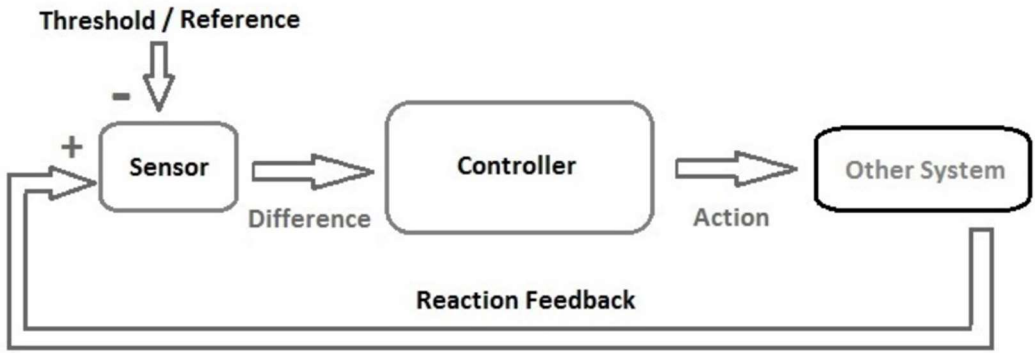 Threshold / Reference
-
+
Sensor
Controller
Other System
Difference
Action
Reaction Feedback